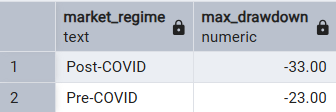 market_regime max_drawdown
text numeric
1 Post-COVID -33.00
2 Pre-COVID -23.00